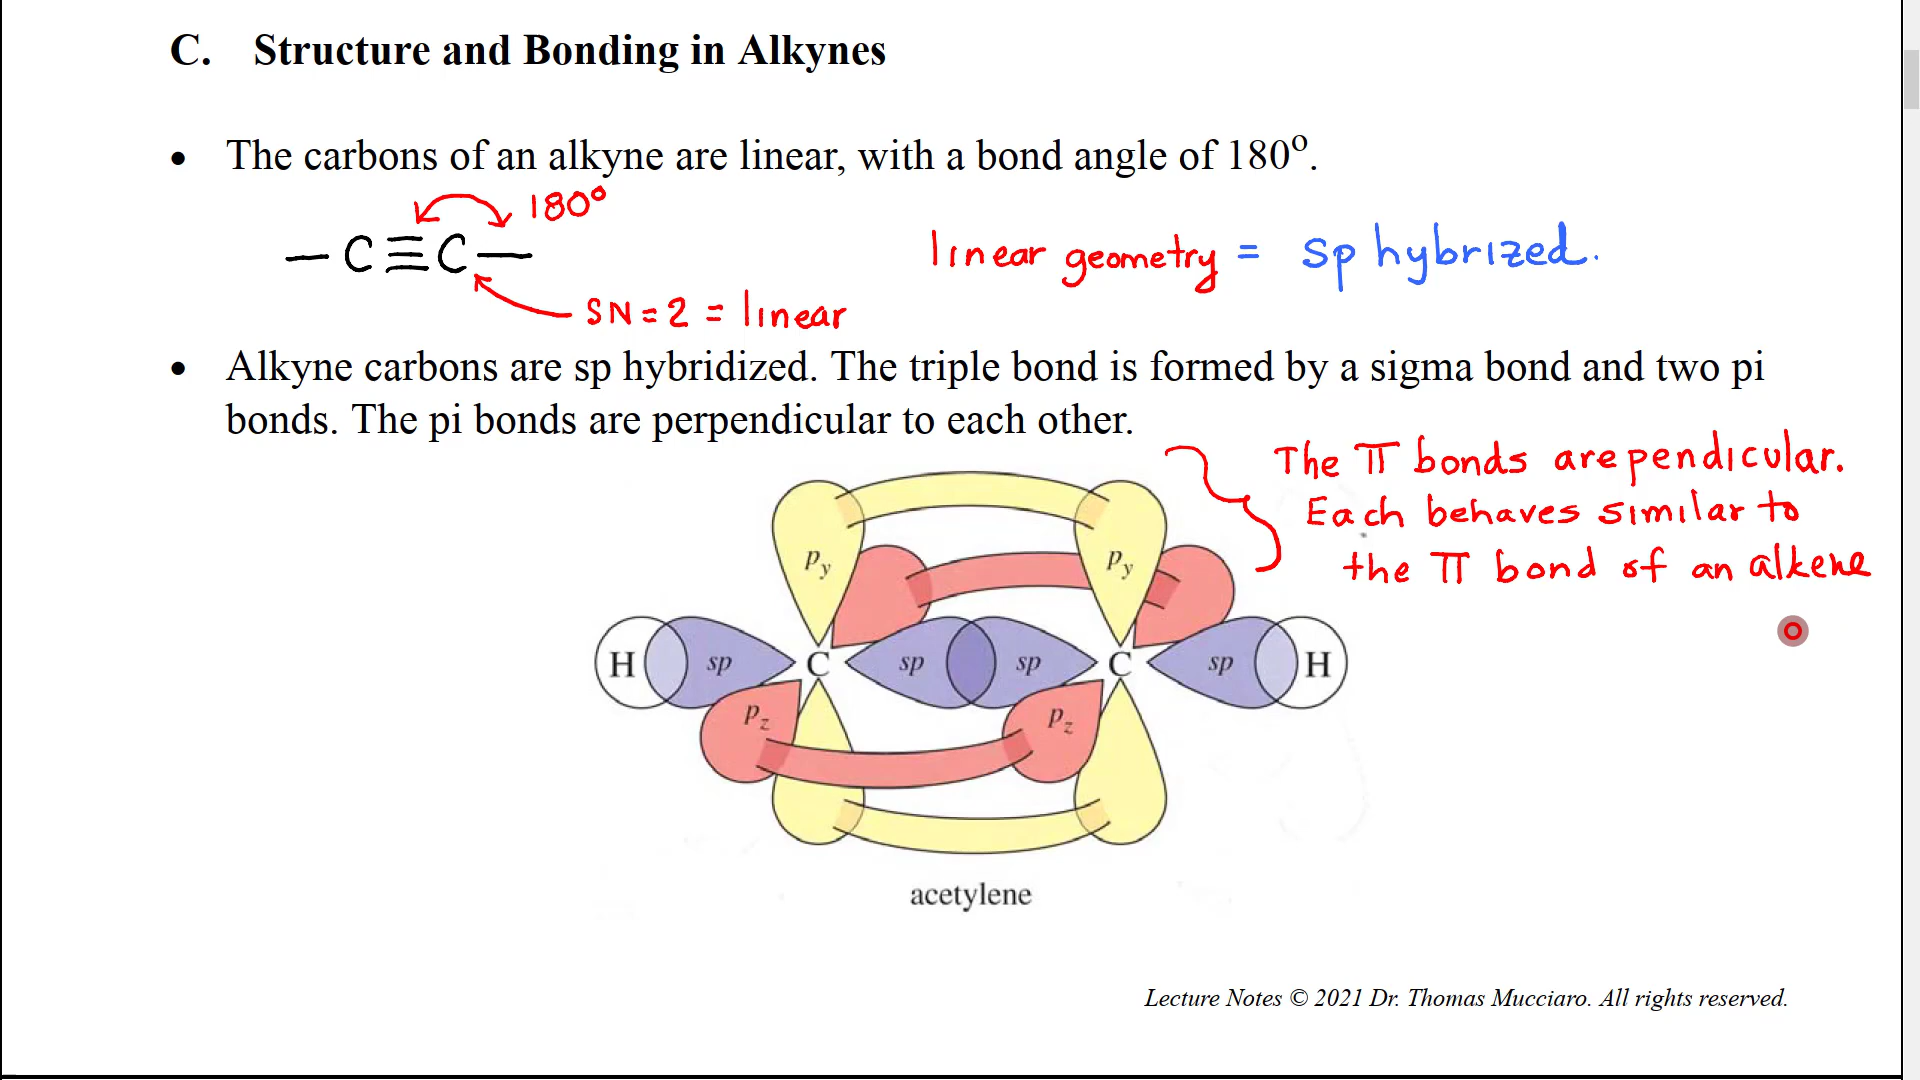 C. Structure and Bonding in Alkynes
• The carbons of an alkyne are linear, with a bond angle of 180º.
180°
— C ≡ C —
linear geometry = sp hybrized.
SN = 2 = linear
• Alkyne carbons are sp hybridized. The triple bond is formed by a sigma bond and two pi
bonds. The pi bonds are perpendicular to each other.
The π bonds are pendicular.
Each behaves similar to
the π bond of an alkene
py py
H sp C sp sp C sp H
pz pz
acetylene
Lecture Notes © 2021 Dr. Thomas Mucciaro. All rights reserved.